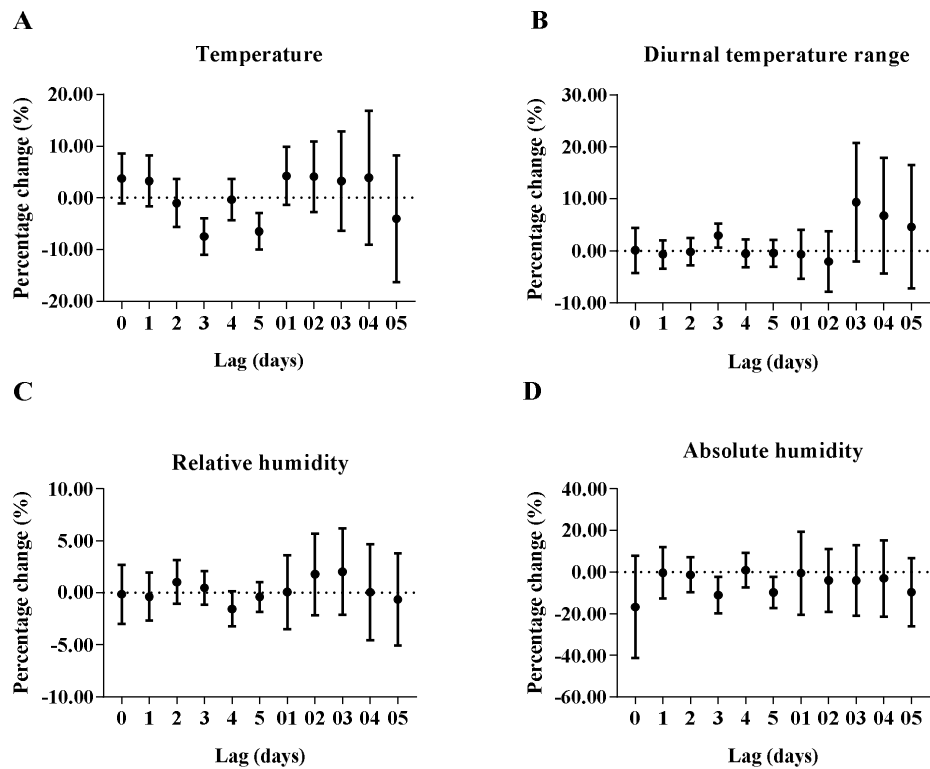 A
Temperature
Percentage change (%)
20.00
10.00
0.00
-10.00
-20.00
0 1 2 3 4 5 01 02 03 04 05
Lag (days)
B
Diurnal temperature range
Percentage change (%)
30.00
20.00
10.00
0.00
-10.00
0 1 2 3 4 5 01 02 03 04 05
Lag (days)
C
Relative humidity
Percentage change (%)
10.00
5.00
0.00
-5.00
-10.00
0 1 2 3 4 5 01 02 03 04 05
Lag (days)
D
Absolute humidity
Percentage change (%)
40.00
20.00
0.00
-20.00
-40.00
-60.00
0 1 2 3 4 5 01 02 03 04 05
Lag (days)